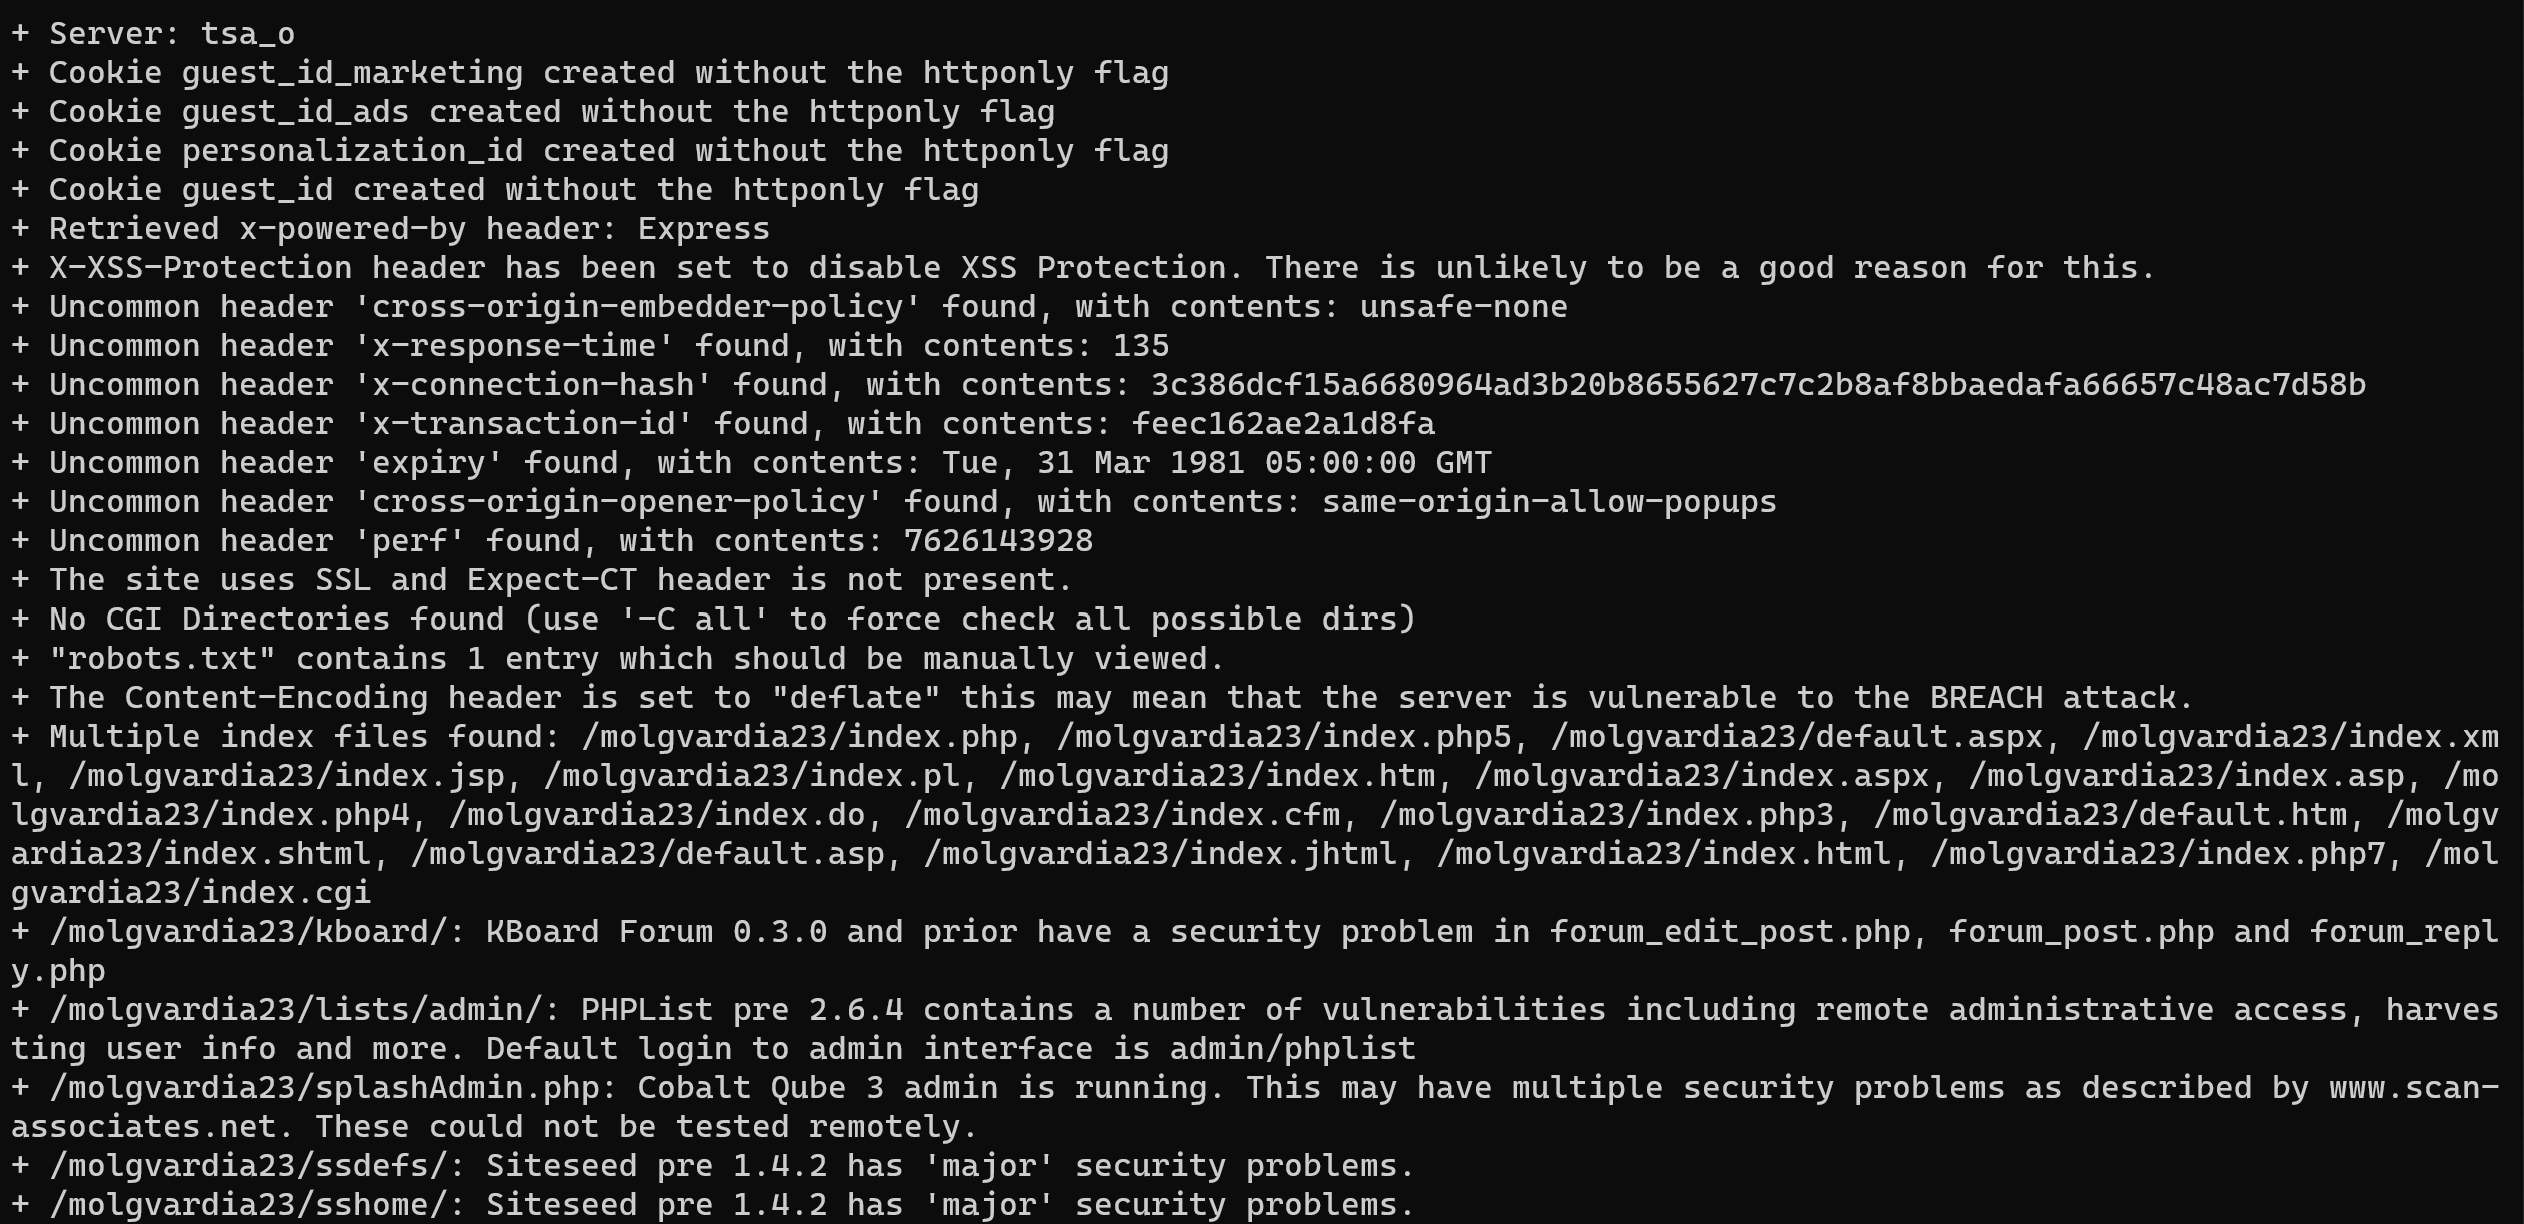 + Server: tsa_o
+ Cookie guest_id_marketing created without the httponly flag
+ Cookie guest_id_ads created without the httponly flag
+ Cookie personalization_id created without the httponly flag
+ Cookie guest_id created without the httponly flag
+ Retrieved x-powered-by header: Express
+ X-XSS-Protection header has been set to disable XSS Protection. There is unlikely to be a good reason for this.
+ Uncommon header 'cross-origin-embedder-policy' found, with contents: unsafe-none
+ Uncommon header 'x-response-time' found, with contents: 135
+ Uncommon header 'x-connection-hash' found, with contents: 3c386dcf15a6680964ad3b20b8655627c7c2b8af8bbaedafa66657c48ac7d58b
+ Uncommon header 'x-transaction-id' found, with contents: feec162ae2a1d8fa
+ Uncommon header 'expiry' found, with contents: Tue, 31 Mar 1981 05:00:00 GMT
+ Uncommon header 'cross-origin-opener-policy' found, with contents: same-origin-allow-popups
+ Uncommon header 'perf' found, with contents: 7626143928
+ The site uses SSL and Expect-CT header is not present.
+ No CGI Directories found (use '-C all' to force check all possible dirs)
+ "robots.txt" contains 1 entry which should be manually viewed.
+ The Content-Encoding header is set to "deflate" this may mean that the server is vulnerable to the BREACH attack.
+ Multiple index files found: /molgvardia23/index.php, /molgvardia23/index.php5, /molgvardia23/default.aspx, /molgvardia23/index.xm
l, /molgvardia23/index.jsp, /molgvardia23/index.pl, /molgvardia23/index.htm, /molgvardia23/index.aspx, /molgvardia23/index.asp, /mo
lgvardia23/index.php4, /molgvardia23/index.do, /molgvardia23/index.cfm, /molgvardia23/index.php3, /molgvardia23/default.htm, /molgv
ardia23/index.shtml, /molgvardia23/default.asp, /molgvardia23/index.jhtml, /molgvardia23/index.html, /molgvardia23/index.php7, /mol
gvardia23/index.cgi
+ /molgvardia23/kboard/: KBoard Forum 0.3.0 and prior have a security problem in forum_edit_post.php, forum_post.php and forum_repl
y.php
+ /molgvardia23/lists/admin/: PHPList pre 2.6.4 contains a number of vulnerabilities including remote administrative access, harves
ting user info and more. Default login to admin interface is admin/phplist
+ /molgvardia23/splashAdmin.php: Cobalt Qube 3 admin is running. This may have multiple security problems as described by www.scan-
associates.net. These could not be tested remotely.
+ /molgvardia23/ssdefs/: Siteseed pre 1.4.2 has 'major' security problems.
+ /molgvardia23/sshome/: Siteseed pre 1.4.2 has 'major' security problems.